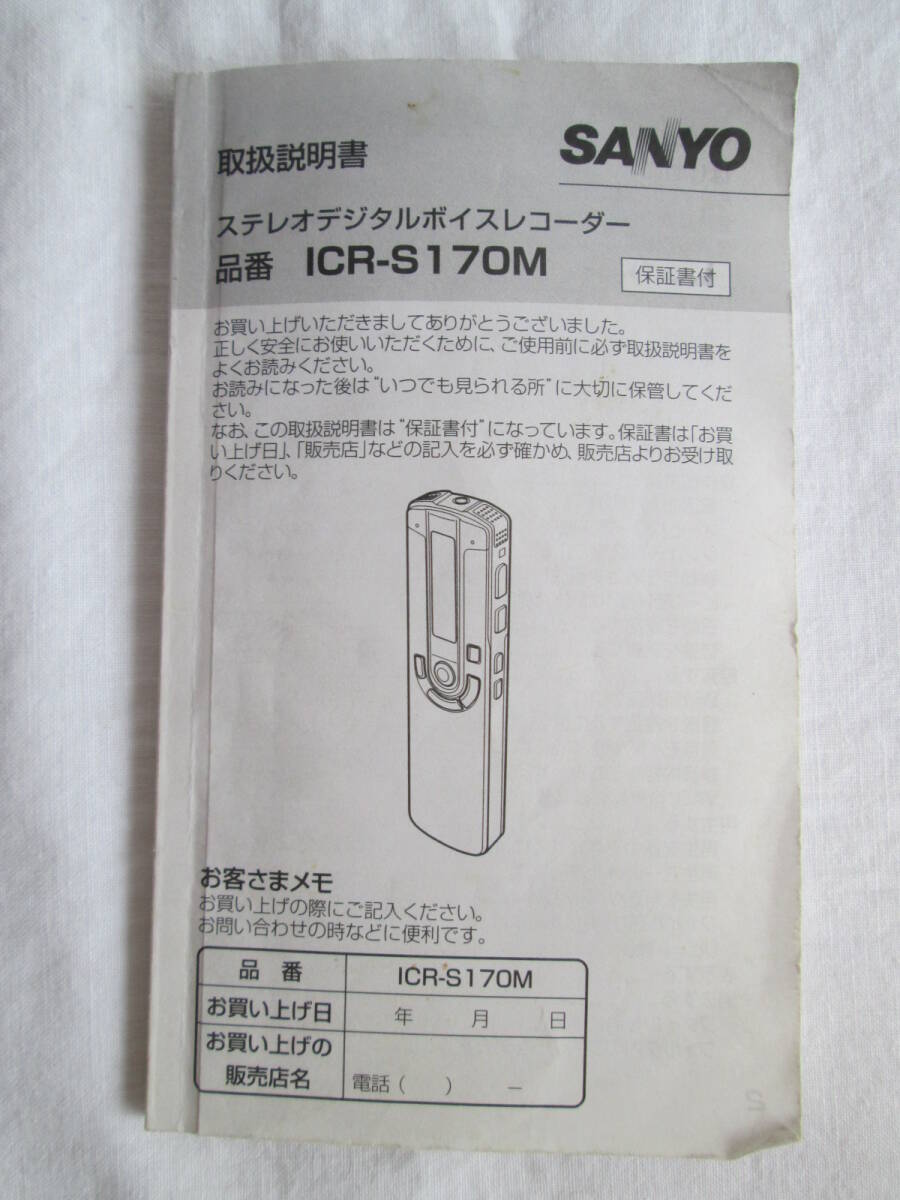 取扱説明書
SANYO
ステレオデジタルボイスレコーダー
品番 ICR-S170M
保証書付
お買い上げいただきましてありがとうございました。
正しく安全にお使いいただくために、ご使用前に必ず取扱説明書を
よくお読みください。
お読みになった後は“いつでも見られる所”に大切に保管してくだ
さい。
なお、この取扱説明書は“保証書付”になっています。保証書は「お買
い上げ日」、「販売店」などの記入を必ず確かめ、販売店よりお受け取
りください。
お客さまメモ
お買い上げの際にご記入ください。
お問い合わせの時などに便利です。
品 番 ICR-S170M
お買い上げ日 年 月 日
お買い上げの
販売店名 電話( ) −